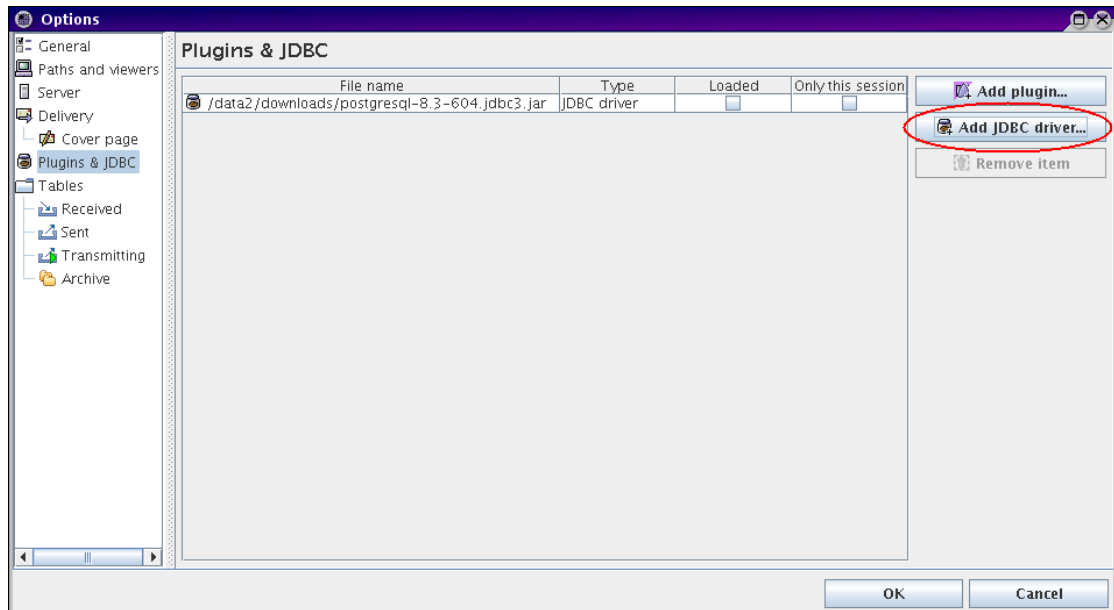 Options
General
Paths and viewers
Server
Delivery
Cover page
Plugins & JDBC
Tables
Received
Sent
Transmitting
Archive
Plugins & JDBC
File name Type Loaded Only this session
/data2/downloads/postgresql-8.3-604.jdbc3.jar JDBC driver
Add plugin...
Add JDBC driver...
Remove item
OK Cancel